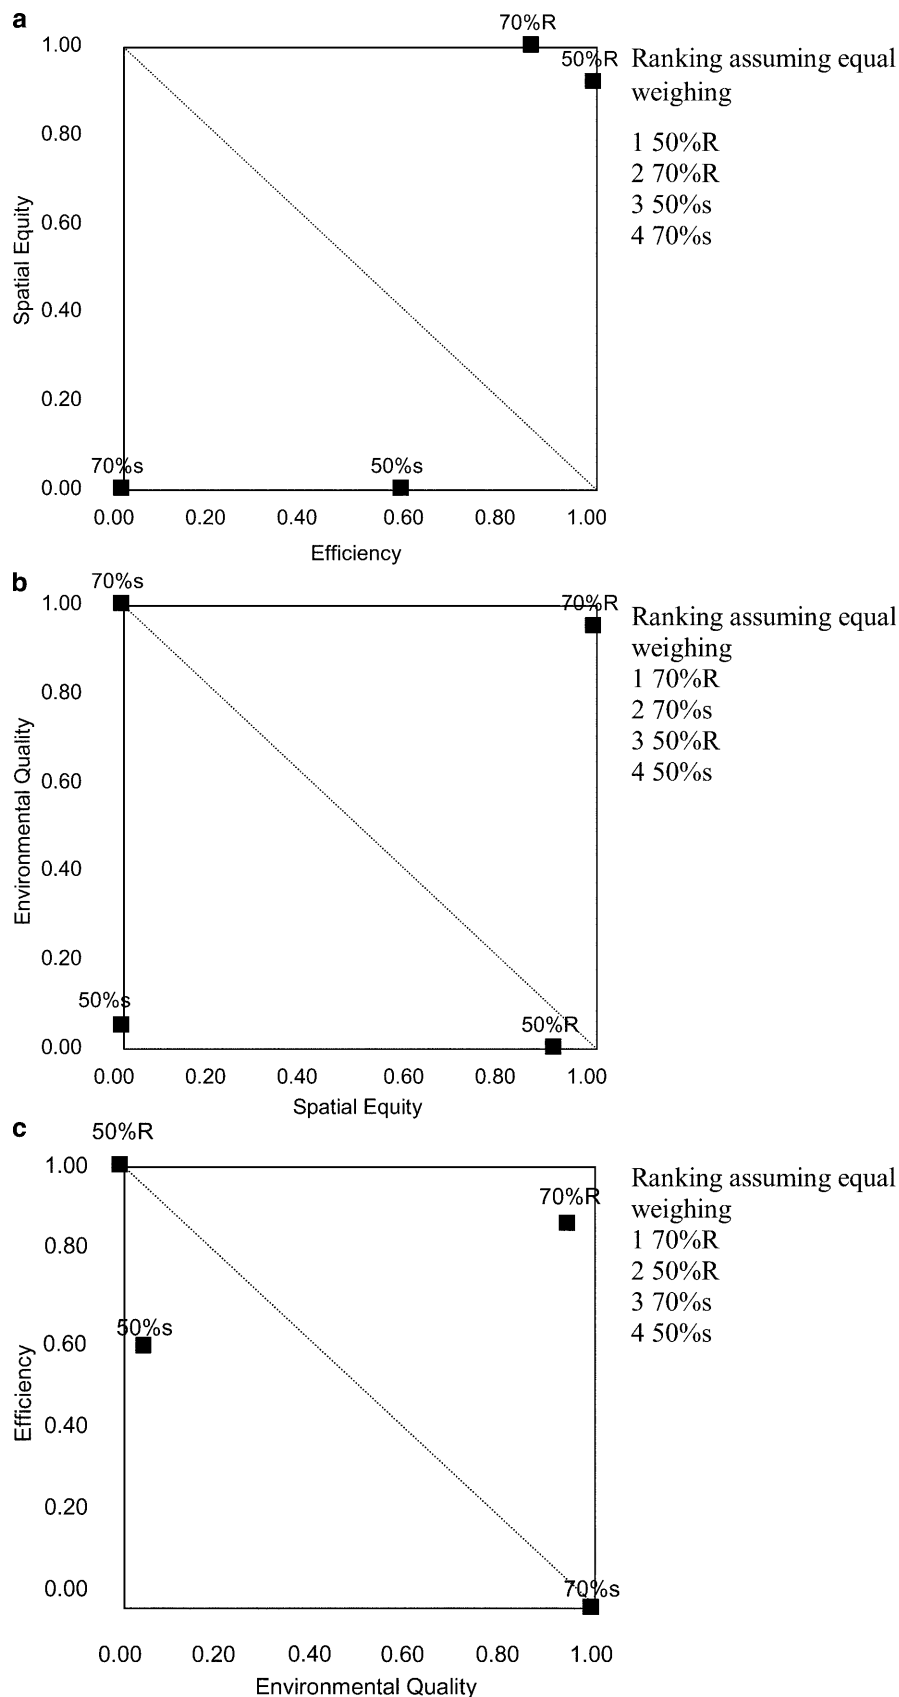 a
70%R
1.00
50%R
Ranking assuming equal
weighing
0.80
1 50%R
2 70%R
3 50%s
4 70%s
0.60
Spatial Equity
0.40
0.20
70%s
50%s
0.00
0.00 0.20 0.40 0.60 0.80 1.00
Efficiency
b
70%s
1.00
70%R
Ranking assuming equal
weighing
1 70%R
2 70%s
3 50%R
4 50%s
0.80
0.60
Environmental Quality
0.40
0.20
50%s
50%R
0.00
0.00 0.20 0.40 0.60 0.80 1.00
Spatial Equity
c
50%R
1.00
70%R
Ranking assuming equal
weighing
1 70%R
2 50%R
3 70%s
4 50%s
0.80
50%s
0.60
Efficiency
0.40
0.20
70%s
0.00
0.00 0.20 0.40 0.60 0.80 1.00
Environmental Quality